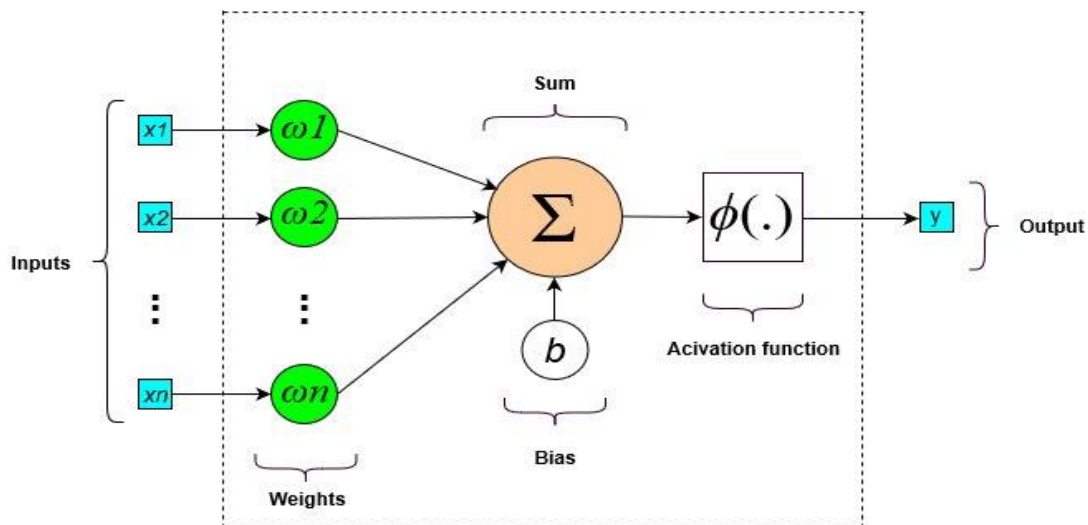 Sum
x1
ω1
x2
ω2
Σ
ϕ(.)
y
Output
Inputs
⋮
⋮
b
Acivation function
xn
ωn
Bias
Weights